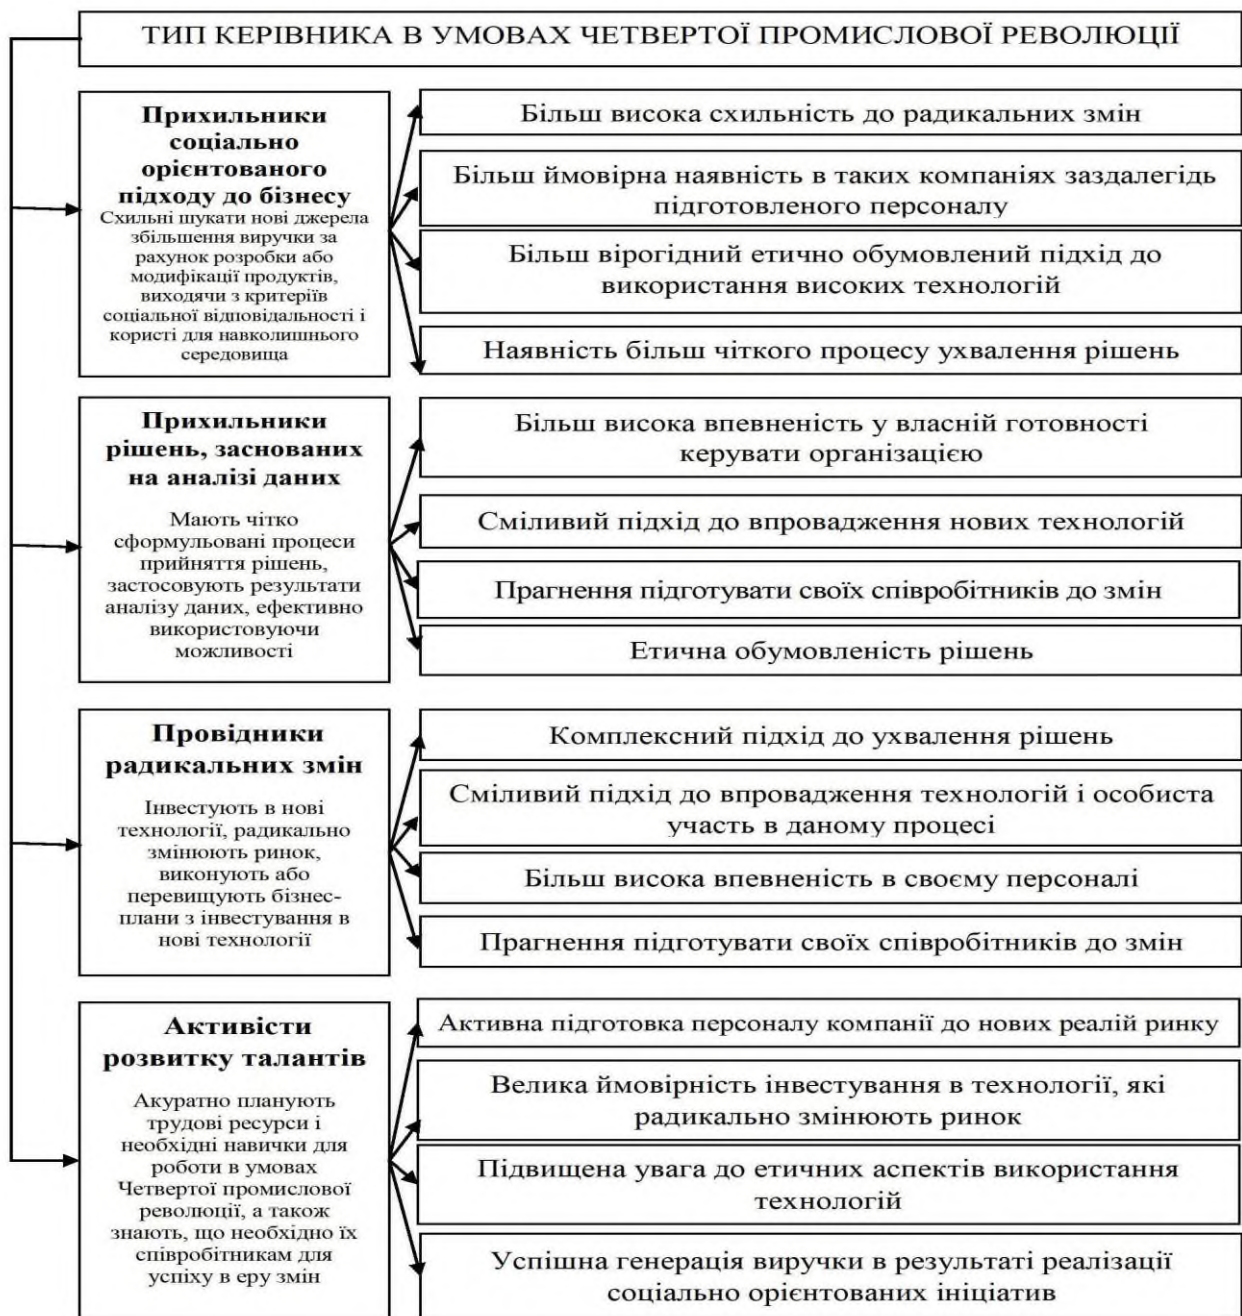 ТИП КЕРІВНИКА В УМОВАХ ЧЕТВЕРТОЇ ПРОМИСЛОВОЇ РЕВОЛЮЦІЇ
Прихильники
соціально
орієнтованого
підходу до бізнесу
Схильні шукати нові джерела
збільшення виручки за
рахунок розробки або
модифікації продуктів,
виходячи з критеріїв
соціальної відповідальності і
користі для навколишнього
середовища
Більш висока схильність до радикальних змін
Більш ймовірна наявність в таких компаніях заздалегідь
підготовленого персоналу
Більш вірогідний етично обумовлений підхід до
використання високих технологій
Наявність більш чіткого процесу ухвалення рішень
Прихильники
рішень, заснованих
на аналізі даних
Мають чітко
сформульовані процеси
прийняття рішень,
застосовують результати
аналізу даних, ефективно
використовуючи
можливості
Більш висока впевненість у власній готовності
керувати організацією
Сміливий підхід до впровадження нових технологій
Прагнення підготувати своїх співробітників до змін
Етична обумовленість рішень
Провідники
радикальних змін
Інвестують в нові
технології, радикально
змінюють ринок,
виконують або
перевищують бізнес-
плани з інвестування в
нові технології
Комплексний підхід до ухвалення рішень
Сміливий підхід до впровадження технологій і особиста
участь в даному процесі
Більш висока впевненість в своєму персоналі
Прагнення підготувати своїх співробітників до змін
Активісти
розвитку талантів
Акуратно планують
трудові ресурси і
необхідні навички для
роботи в умовах
Четвертої промислової
революції, а також
знають, що необхідно їх
співробітникам для
успіху в еру змін
Активна підготовка персоналу компанії до нових реалій ринку
Велика ймовірність інвестування в технології, які
радикально змінюють ринок
Підвищена увага до етичних аспектів використання
технологій
Успішна генерація виручки в результаті реалізації
соціально орієнтованих ініціатив